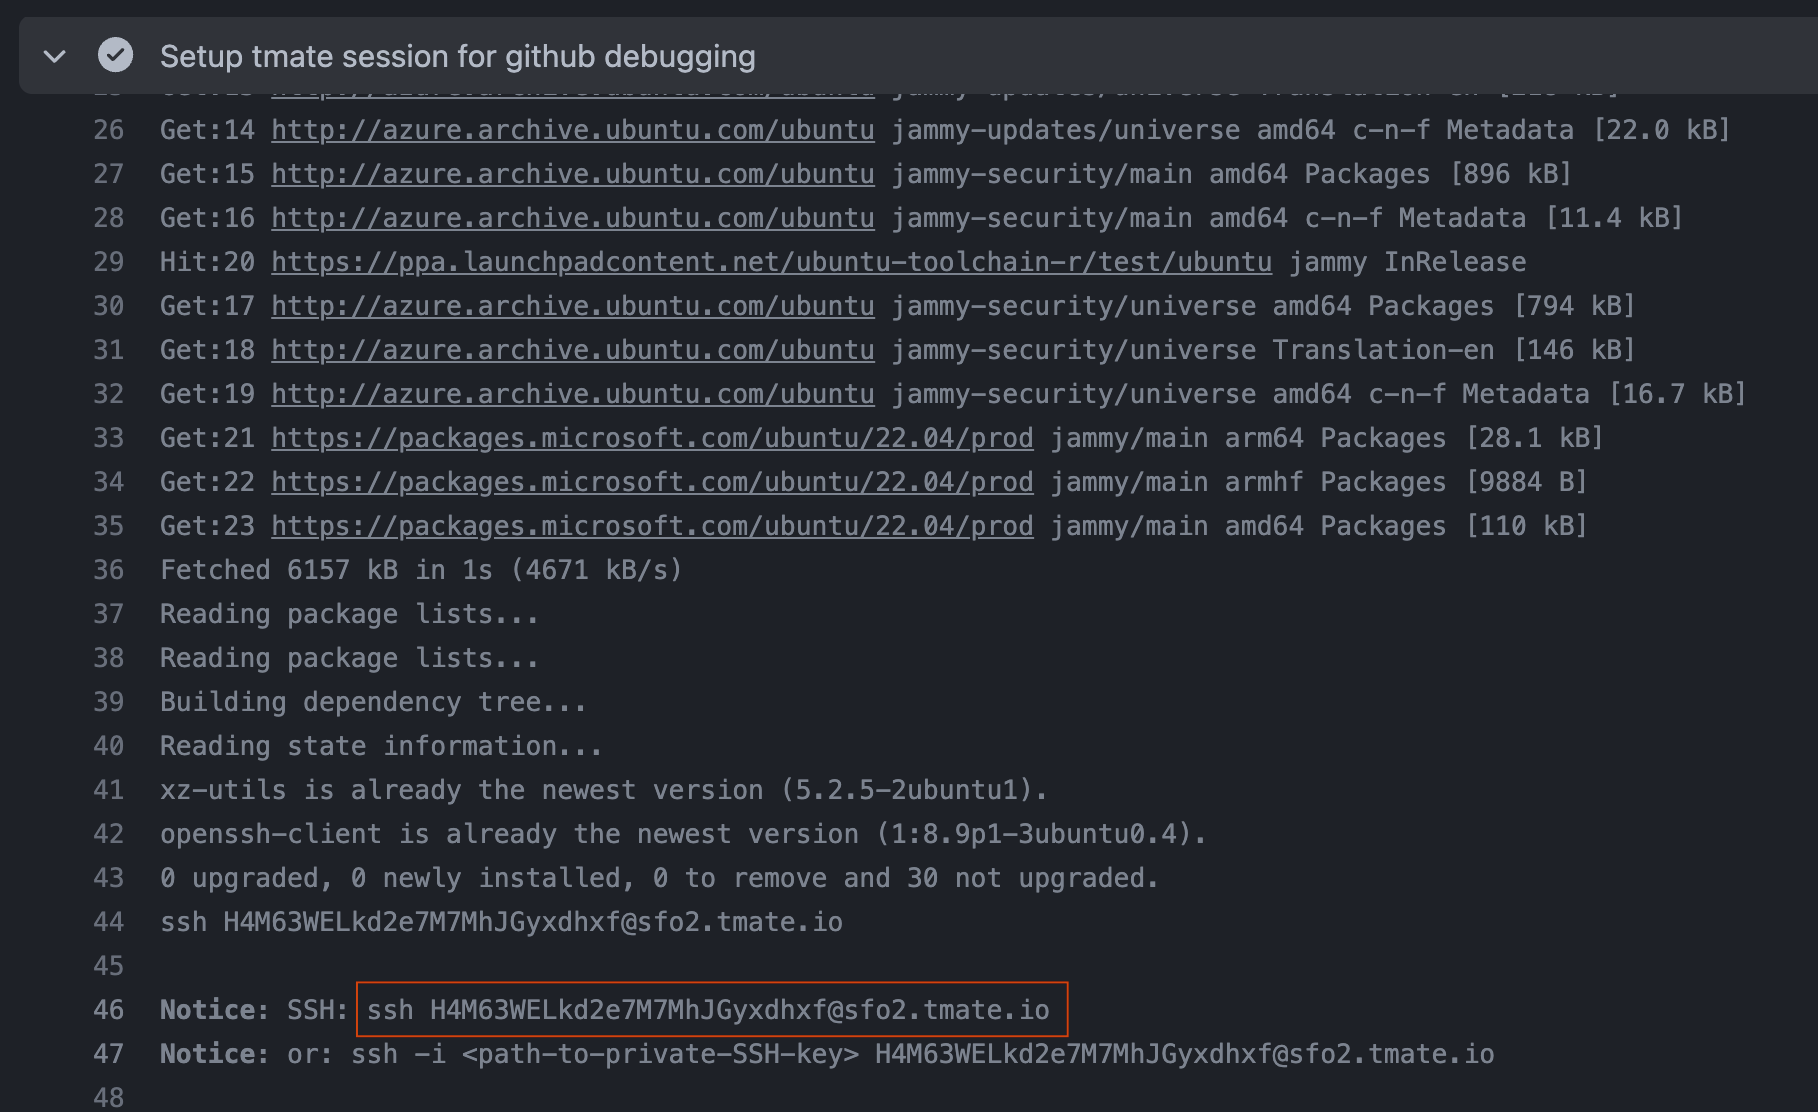 Setup tmate session for github debugging
26 Get:14 http://azure.archive.ubuntu.com/ubuntu jammy-updates/universe amd64 c-n-f Metadata [22.0 kB]
27 Get:15 http://azure.archive.ubuntu.com/ubuntu jammy-security/main amd64 Packages [896 kB]
28 Get:16 http://azure.archive.ubuntu.com/ubuntu jammy-security/main amd64 c-n-f Metadata [11.4 kB]
29 Hit:20 https://ppa.launchpadcontent.net/ubuntu-toolchain-r/test/ubuntu jammy InRelease
30 Get:17 http://azure.archive.ubuntu.com/ubuntu jammy-security/universe amd64 Packages [794 kB]
31 Get:18 http://azure.archive.ubuntu.com/ubuntu jammy-security/universe Translation-en [146 kB]
32 Get:19 http://azure.archive.ubuntu.com/ubuntu jammy-security/universe amd64 c-n-f Metadata [16.7 kB]
33 Get:21 https://packages.microsoft.com/ubuntu/22.04/prod jammy/main arm64 Packages [28.1 kB]
34 Get:22 https://packages.microsoft.com/ubuntu/22.04/prod jammy/main armhf Packages [9884 B]
35 Get:23 https://packages.microsoft.com/ubuntu/22.04/prod jammy/main amd64 Packages [110 kB]
36 Fetched 6157 kB in 1s (4671 kB/s)
37 Reading package lists...
38 Reading package lists...
39 Building dependency tree...
40 Reading state information...
41 xz-utils is already the newest version (5.2.5-2ubuntu1).
42 openssh-client is already the newest version (1:8.9p1-3ubuntu0.4).
43 0 upgraded, 0 newly installed, 0 to remove and 30 not upgraded.
44 ssh H4M63WELkd2e7M7MhJGyxdhxf@sfo2.tmate.io
45
46 Notice: SSH: ssh H4M63WELkd2e7M7MhJGyxdhxf@sfo2.tmate.io
47 Notice: or: ssh -i <path-to-private-SSH-key> H4M63WELkd2e7M7MhJGyxdhxf@sfo2.tmate.io
48